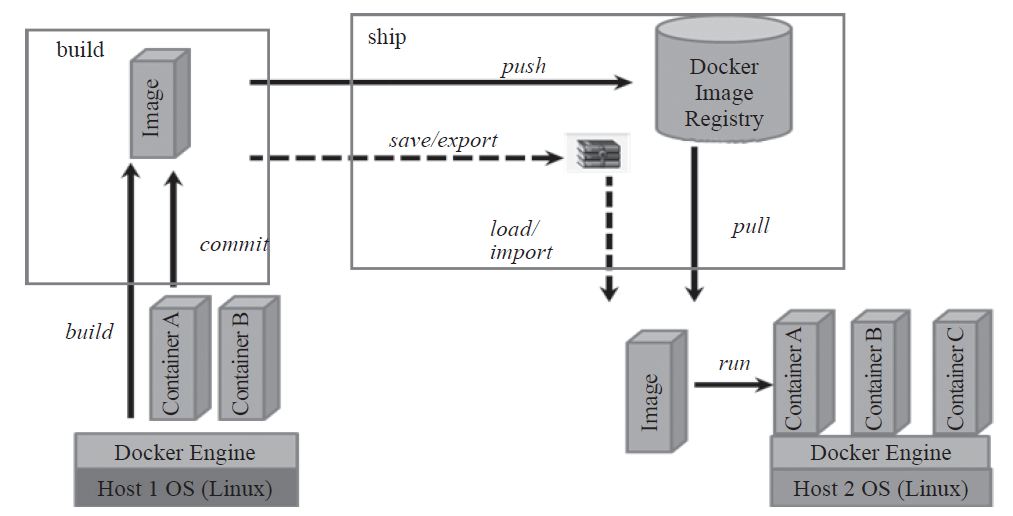 build
Image
commit
build
Container A
Container B
Docker Engine
Host 1 OS (Linux)
ship
push
save/export
load/
import
Docker
Image
Registry
pull
Image
run
Container A
Container B
Container C
Docker Engine
Host 2 OS (Linux)